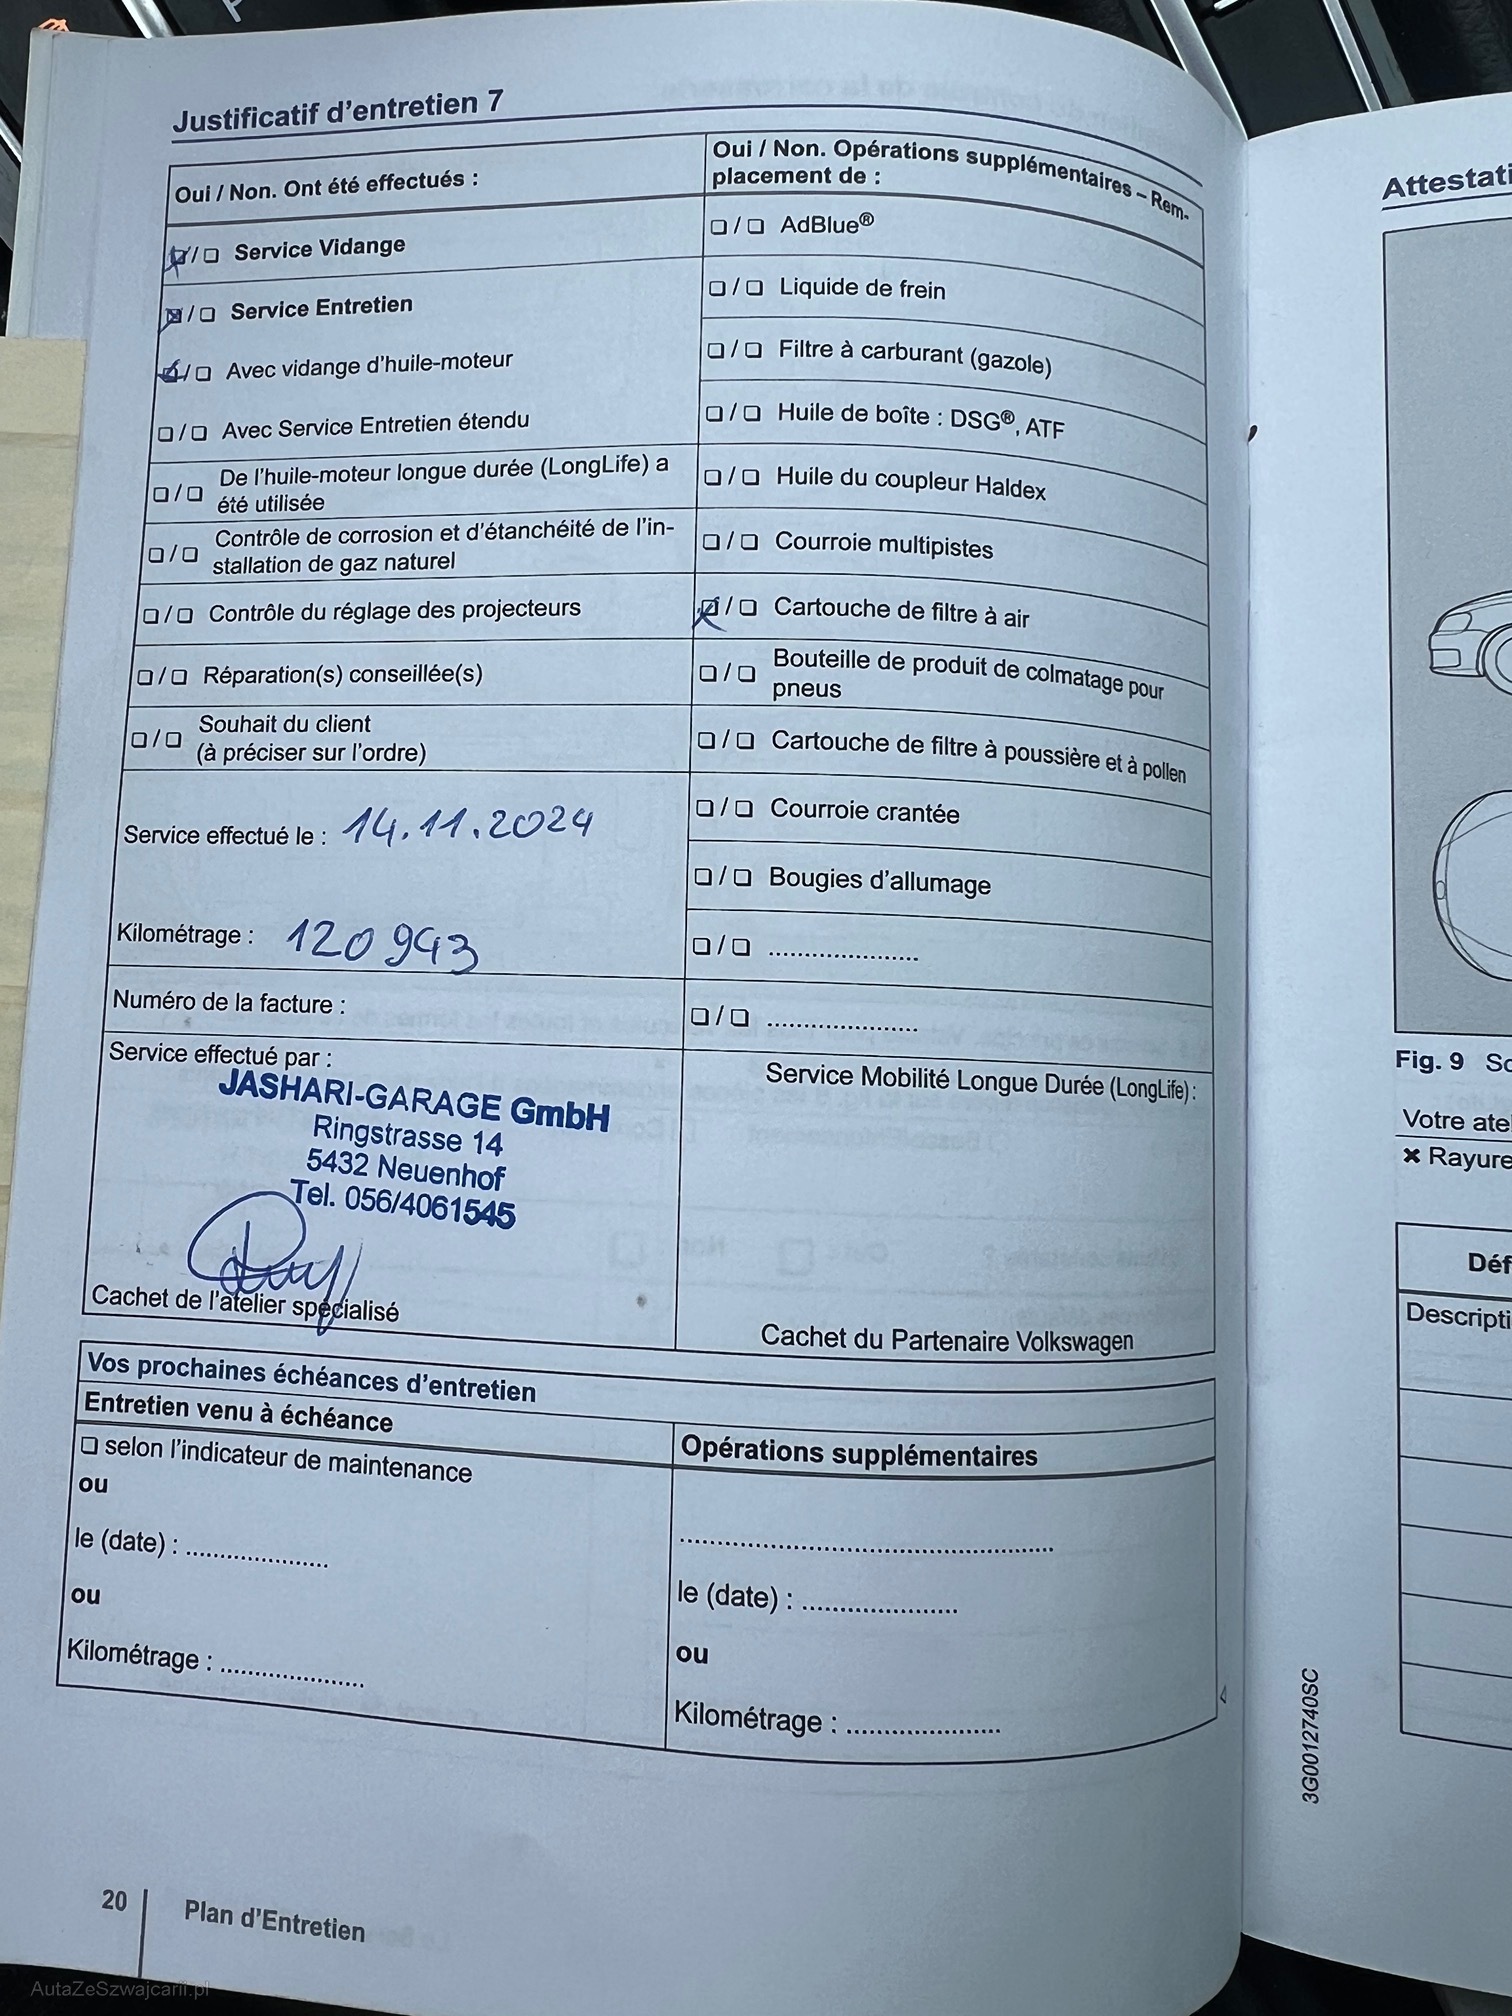 Justificatif d'entretien 7
Oui / Non. Ont été effectués :
❏ / ❏ Service Vidange
❏ / ❏ Service Entretien
❏ / ❏ Avec vidange d'huile-moteur
❏ / ❏ Avec Service Entretien étendu
❏ / ❏ De l'huile-moteur longue durée (LongLife) a
été utilisée
❏ / ❏ Contrôle de corrosion et d'étanchéité de l'in-
stallation de gaz naturel
❏ / ❏ Contrôle du réglage des projecteurs
❏ / ❏ Réparation(s) conseillée(s)
❏ / ❏ Souhait du client
(à préciser sur l'ordre)
Service effectué le : 14.11.2024
Kilométrage : 120943
Numéro de la facture :
Service effectué par :
JASHARI-GARAGE GmbH
Ringstrasse 14
5432 Neuenhof
Tel. 056/4061545
Cachet de l'atelier spécialisé
Oui / Non. Opérations supplémentaires – Rem-
placement de :
❏ / ❏ AdBlue®
❏ / ❏ Liquide de frein
❏ / ❏ Filtre à carburant (gazole)
❏ / ❏ Huile de boîte : DSG®, ATF
❏ / ❏ Huile du coupleur Haldex
❏ / ❏ Courroie multipistes
❏ / ❏ Cartouche de filtre à air
❏ / ❏ Bouteille de produit de colmatage pour
pneus
❏ / ❏ Cartouche de filtre à poussière et à pollen
❏ / ❏ Courroie crantée
❏ / ❏ Bougies d'allumage
❏ / ❏ .....................
❏ / ❏ .....................
Service Mobilité Longue Durée (LongLife) :
Cachet du Partenaire Volkswagen
Vos prochaines échéances d'entretien
Entretien venu à échéance
❏ selon l'indicateur de maintenance
ou
le (date) : .....................
ou
Kilométrage : .....................
Opérations supplémentaires
.....................................................
le (date) : .....................
ou
Kilométrage : .....................
20
Plan d'Entretien
Attestati
Fig. 9 Sc
Votre atel
✖ Rayure
Déf
Descripti
3G0012740SC
AutaZeSzwajcarii.pl